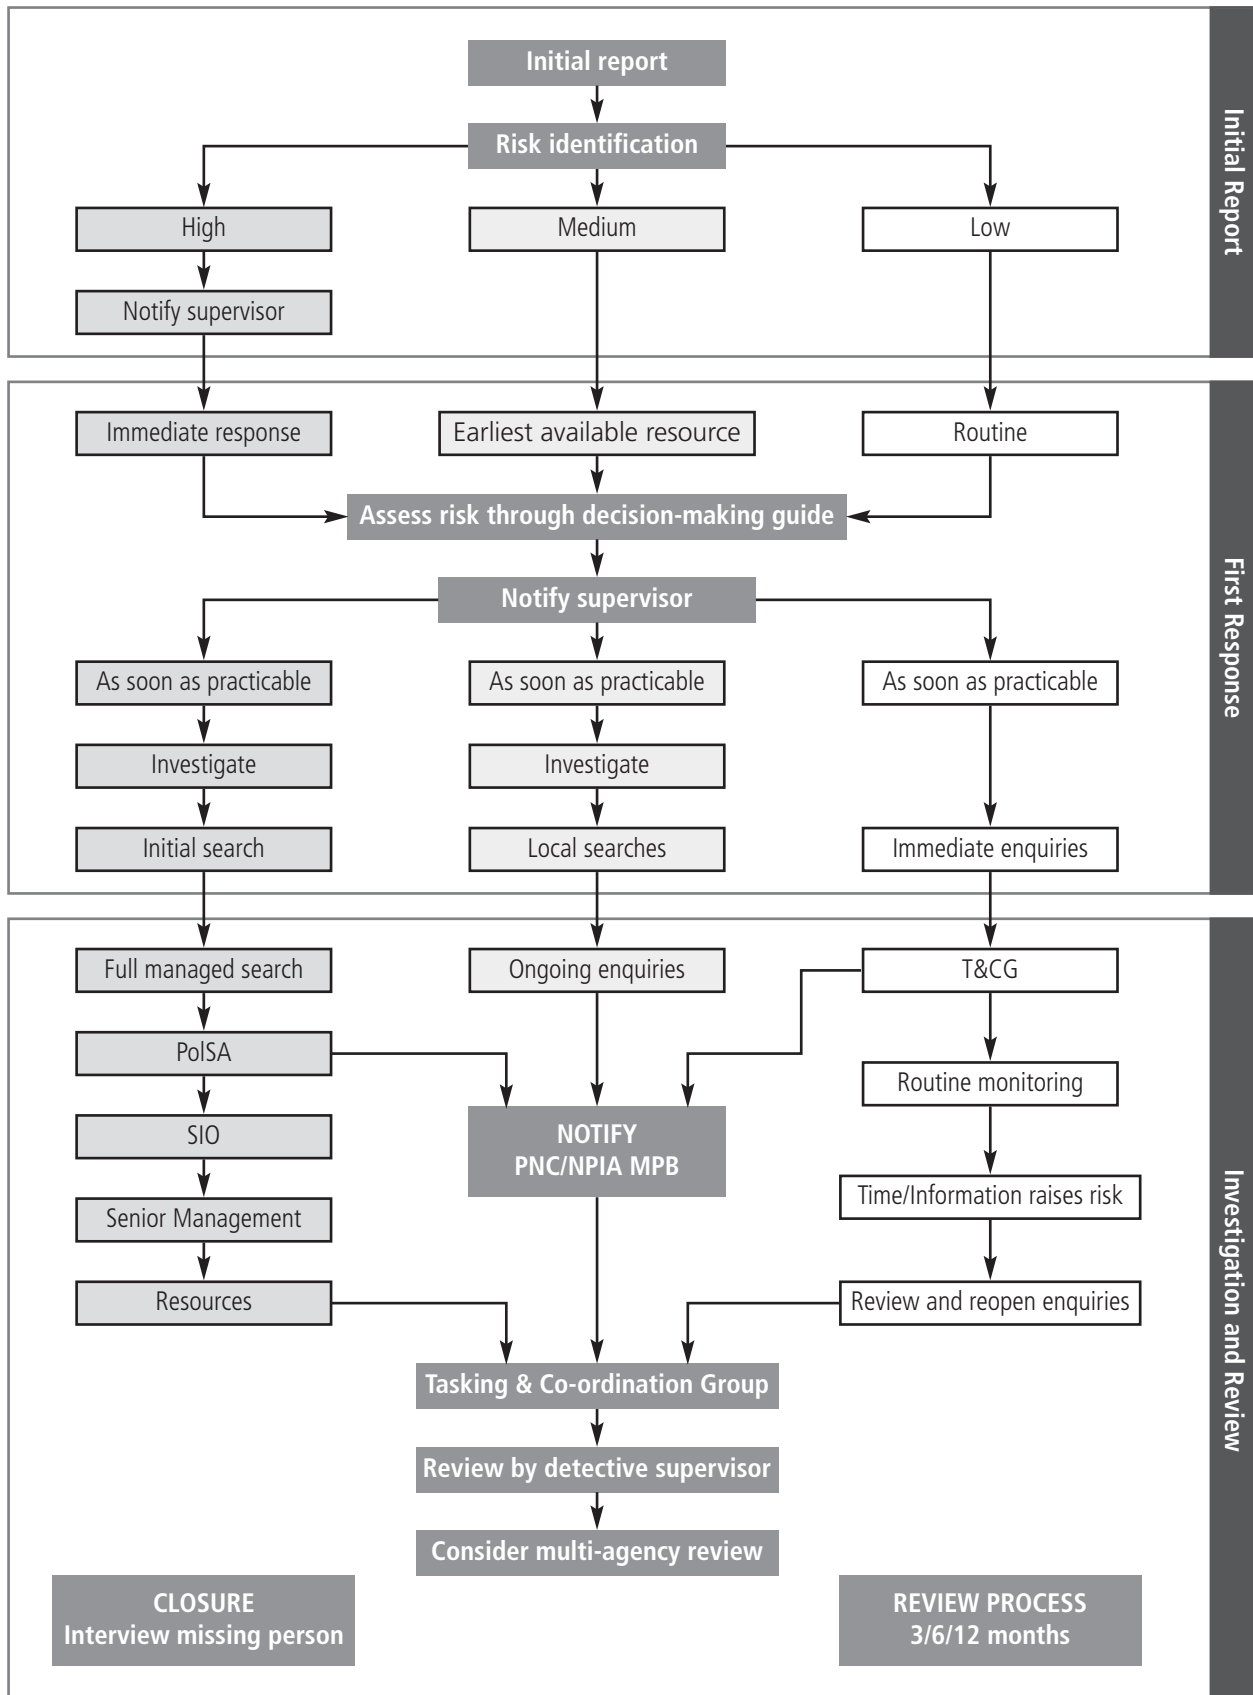 Initial report
Risk identification
High
Medium
Low
Notify supervisor
Initial Report
Immediate response
Earliest available resource
Routine
Assess risk through decision-making guide
Notify supervisor
As soon as practicable
As soon as practicable
As soon as practicable
Investigate
Investigate
Initial search
Local searches
Immediate enquiries
First Response
Full managed search
Ongoing enquiries
T&CG
PolSA
Routine monitoring
SIO
NOTIFY
PNC/NPIA MPB
Senior Management
Time/Information raises risk
Resources
Review and reopen enquiries
Tasking & Co-ordination Group
Review by detective supervisor
Consider multi-agency review
CLOSURE
Interview missing person
REVIEW PROCESS
3/6/12 months
Investigation and Review